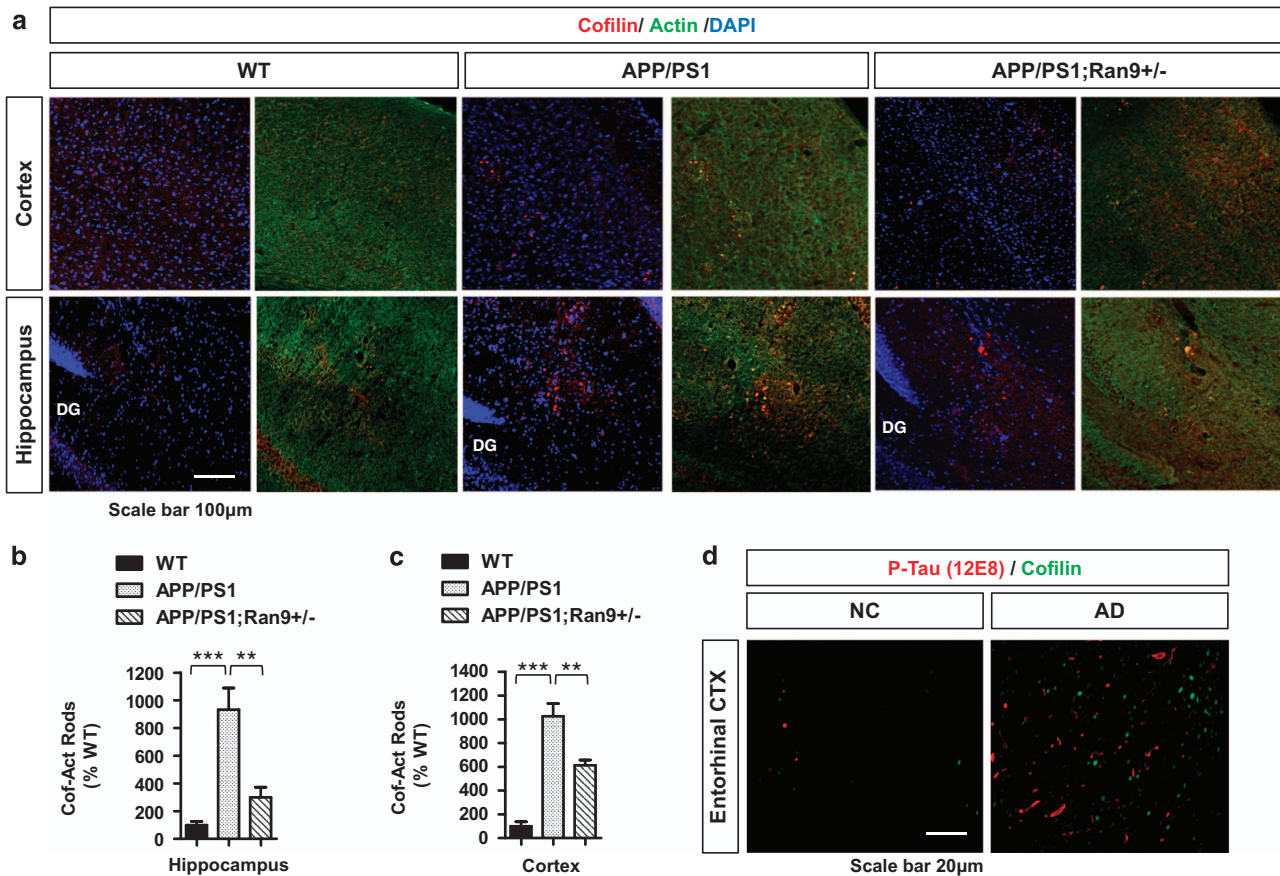 a
Cofilin/ Actin /DAPI
WT
APP/PS1
APP/PS1;Ran9+/-
Cortex
Hippocampus
DG
DG
DG
Scale bar 100µm
b
WT
APP/PS1
APP/PS1;Ran9+/-
Cof-Act Rods
(% WT)
1200
1000
800
600
400
200
0
***
**
Hippocampus
c
WT
APP/PS1
APP/PS1;Ran9+/-
Cof-Act Rods
(% WT)
1400
1200
1000
800
600
400
200
0
***
**
Cortex
d
P-Tau (12E8) / Cofilin
NC
AD
Entorhinal CTX
Scale bar 20µm